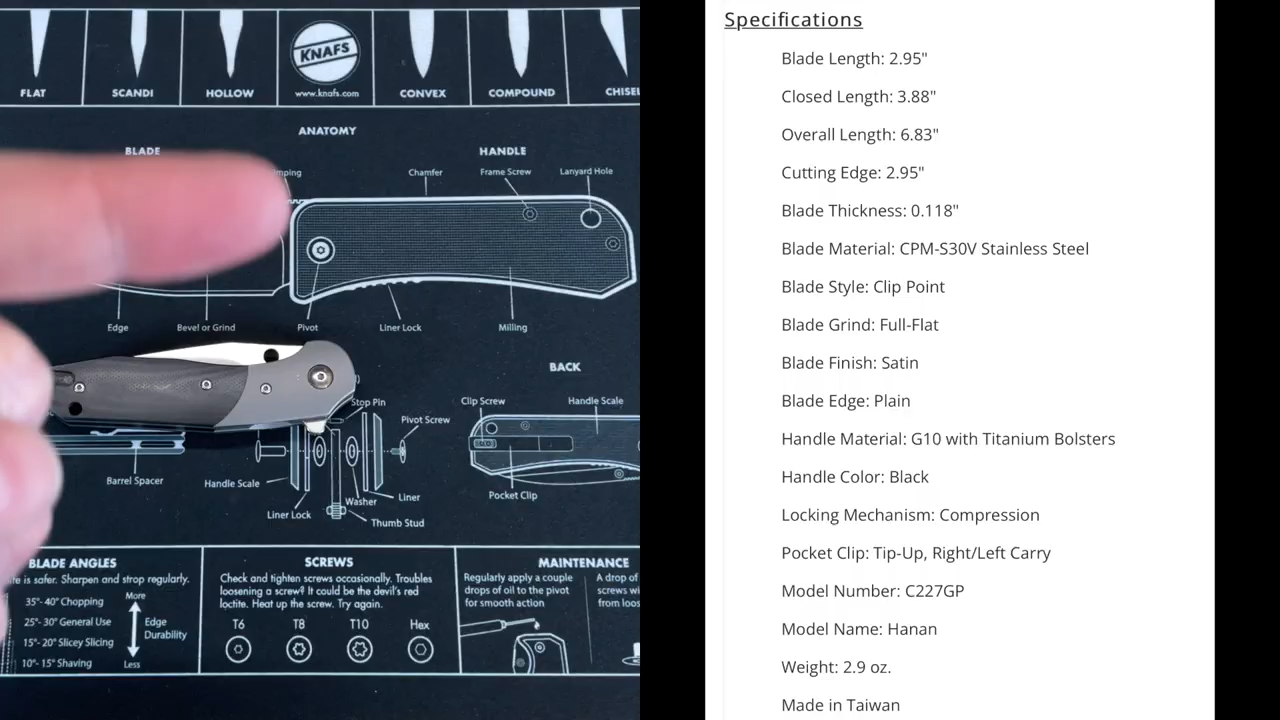 FLAT
SCANDI
HOLLOW
KNAFS
www.knafs.com
CONVEX
COMPOUND
CHISEL
ANATOMY
BLADE
HANDLE
Chamfer
Frame Screw
Lanyard Hole
Edge
Bevel or Grind
Pivot
Liner Lock
Milling
BACK
Stop Pin
Clip Screw
Handle Scale
Pivot Screw
Barrel Spacer
Handle Scale
Liner
Washer
Pocket Clip
Liner Lock
Thumb Stud
BLADE ANGLES
is safer. Sharpen and strop regularly.
35°- 40° Chopping
25°- 30° General Use
15°- 20° Slicey Slicing
10°- 15° Shaving
More
Edge
Durability
Less
SCREWS
Check and tighten screws occasionally. Troubles
loosening a screw? It could be the devil's red
loctite. Heat up the screw. Try again.
T6
T8
T10
Hex
MAINTENANCE
Regularly apply a couple
drops of oil to the pivot
for smooth action
A drop of
screws
from
Specifications
Blade Length: 2.95"
Closed Length: 3.88"
Overall Length: 6.83"
Cutting Edge: 2.95"
Blade Thickness: 0.118"
Blade Material: CPM-S30V Stainless Steel
Blade Style: Clip Point
Blade Grind: Full-Flat
Blade Finish: Satin
Blade Edge: Plain
Handle Material: G10 with Titanium Bolsters
Handle Color: Black
Locking Mechanism: Compression
Pocket Clip: Tip-Up, Right/Left Carry
Model Number: C227GP
Model Name: Hanan
Weight: 2.9 oz.
Made in Taiwan